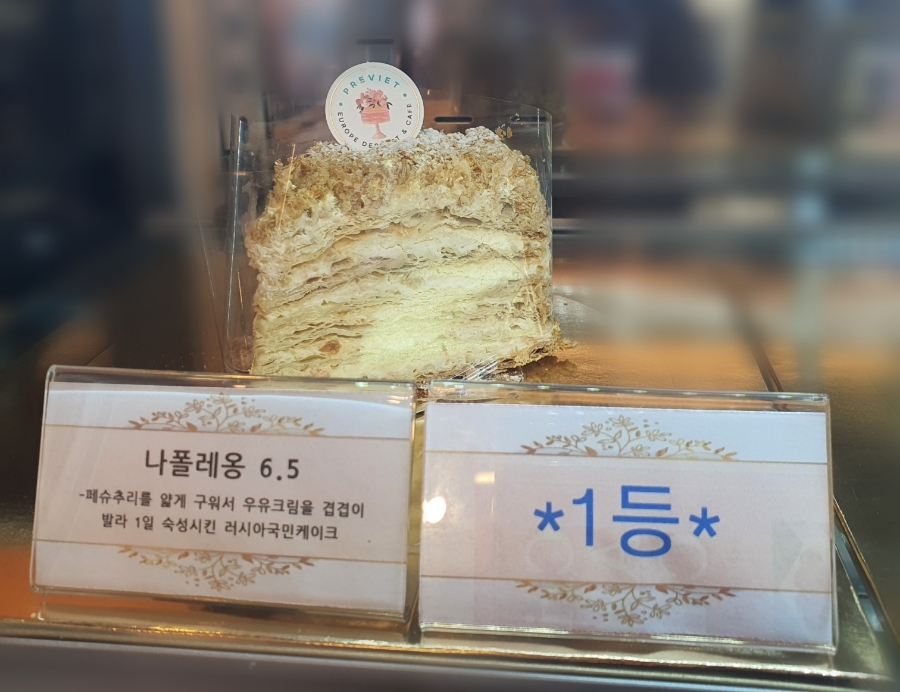 PREVIET
EUROPE DESSERT & CAFE
나폴레옹 6.5
-페슈추리를 얇게 구워서 우유크림을 겹겹이
발라 1일 숙성시킨 러시아국민케이크
*1등*